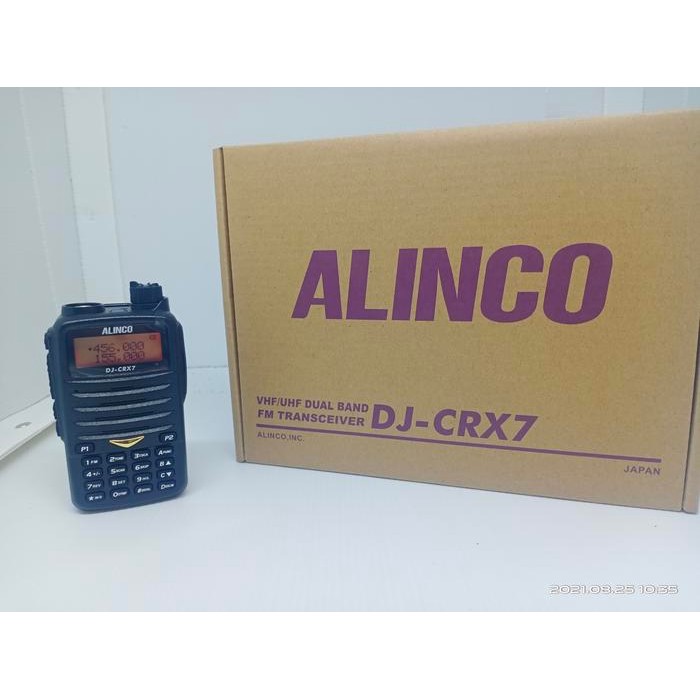 ALINCO
456.000
155.000
DJ-CRX7
P1 P2
ALINCO
VHF/UHF DUAL BAND
FM TRANSCEIVER DJ-CRX7
ALINCO,INC.
JAPAN
2021.08.25 10:35